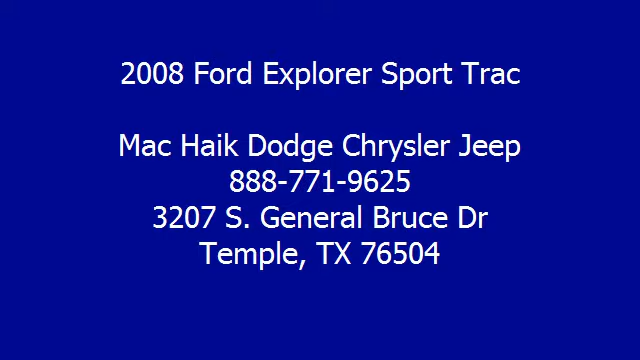 2008 Ford Explorer Sport Trac
Mac Haik Dodge Chrysler Jeep
888-771-9625
3207 S. General Bruce Dr
Temple, TX 76504